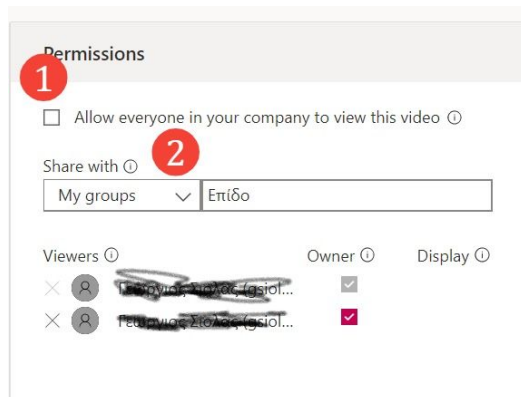 Permissions
1
Allow everyone in your company to view this video
2
Share with
My groups Επίδο
Viewers Owner Display